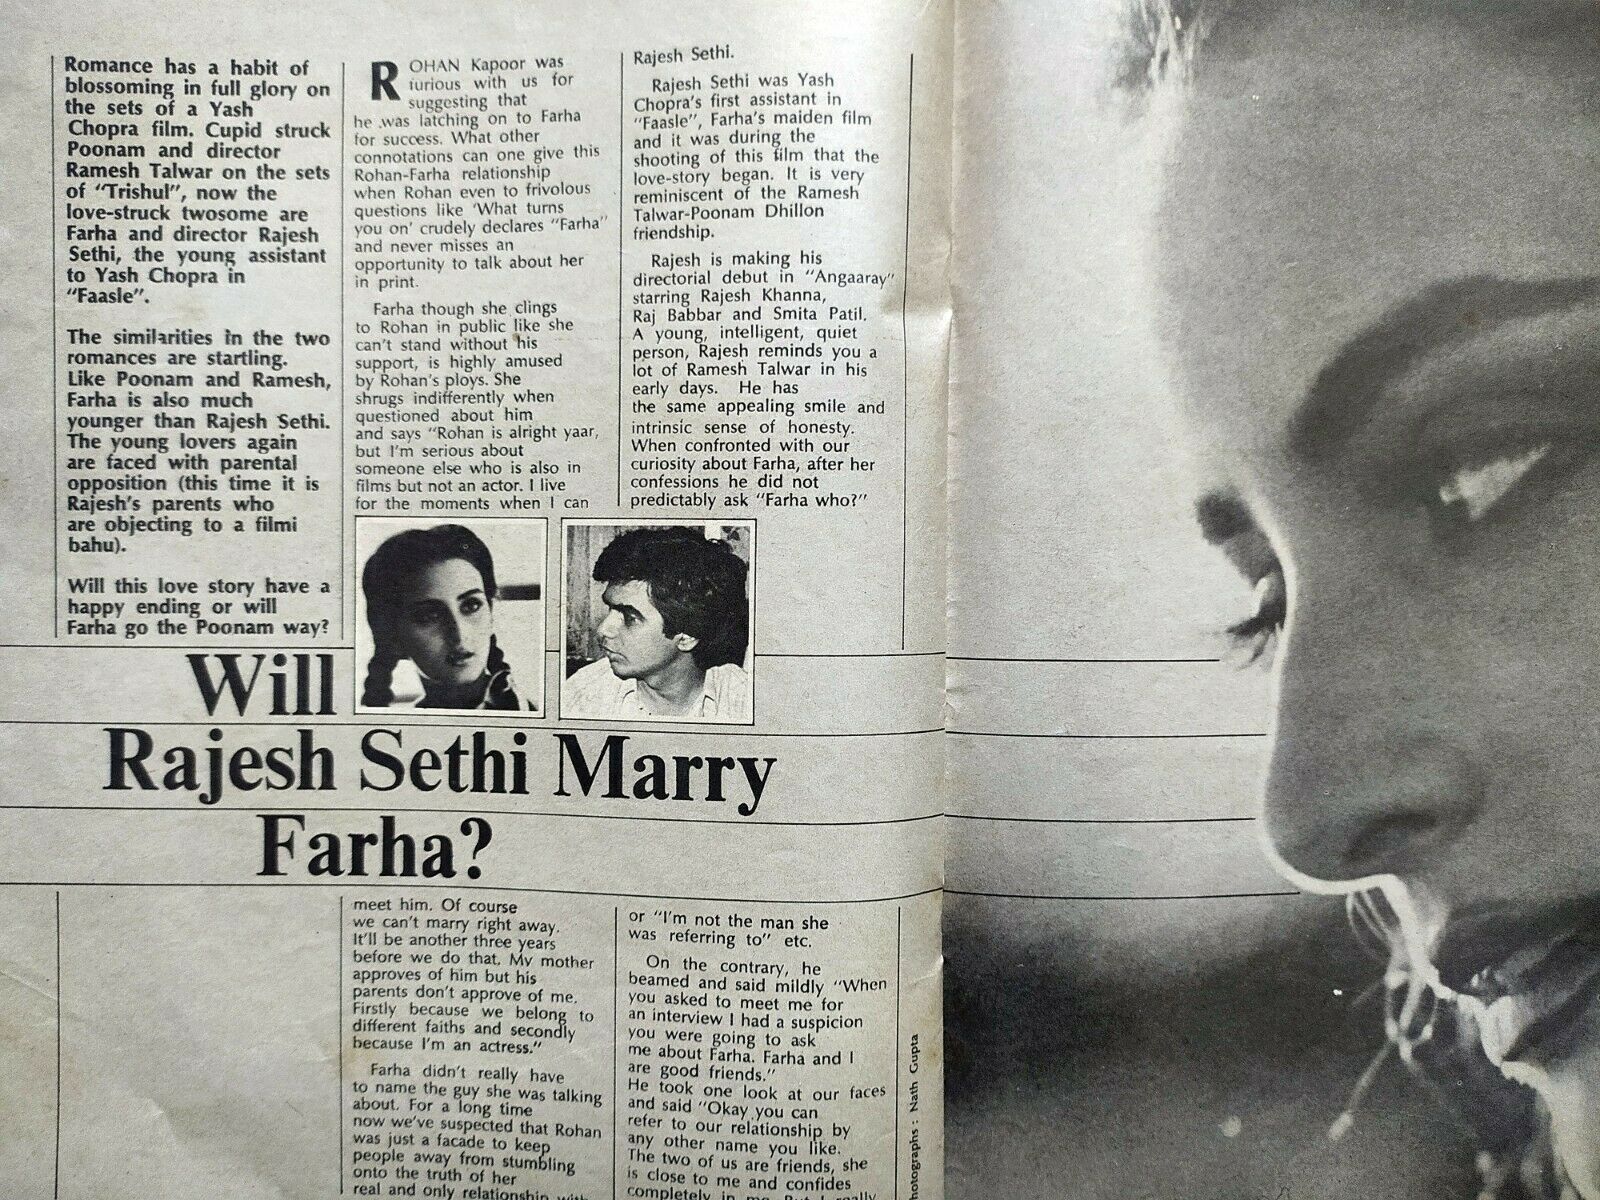 Romance has a habit of
blossoming in full glory on
the sets of a Yash
Chopra film. Cupid struck
Poonam and director
Ramesh Talwar on the sets
of "Trishul", now the
love-struck twosome are
Farha and director Rajesh
Sethi, the young assistant
to Yash Chopra in
"Faasle".
The similarities in the two
romances are startling.
Like Poonam and Ramesh,
Farha is also much
younger than Rajesh Sethi.
The young lovers again
are faced with parental
opposition (this time it is
Rajesh's parents who
are objecting to a filmi
bahu).
Will this love story have a
happy ending or will
Farha go the Poonam way?
Will
Rajesh Sethi Marry
Farha?
ROHAN Kapoor was
furious with us for
suggesting that
he was latching on to Farha
for success. What other
connotations can one give this
Rohan-Farha relationship
when Rohan even to frivolous
questions like 'What turns
you on' crudely declares "Farha"
and never misses an
opportunity to talk about her
in print.
Farha though she clings
to Rohan in public like she
can't stand without his
support, is highly amused
by Rohan's ploys. She
shrugs indifferently when
questioned about him
and says "Rohan is alright yaar,
but I'm serious about
someone else who is also in
films but not an actor. I live
for the moments when I can
meet him. Of course
we can't marry right away.
It'll be another three years
before we do that. My mother
approves of him but his
parents don't approve of me.
Firstly because we belong to
different faiths and secondly
because I'm an actress."
Farha didn't really have
to name the guy she was talking
about. For a long time
now we've suspected that Rohan
was just a facade to keep
people away from stumbling
onto the truth of her
real and only relationship with
Rajesh Sethi.
Rajesh Sethi was Yash
Chopra's first assistant in
"Faasle", Farha's maiden film
and it was during the
shooting of this film that the
love-story began. It is very
reminiscent of the Ramesh
Talwar-Poonam Dhillon
friendship.
Rajesh is making his
directorial debut in "Angaaray"
starring Rajesh Khanna,
Raj Babbar and Smita Patil.
A young, intelligent, quiet
person, Rajesh reminds you a
lot of Ramesh Talwar in his
early days. He has
the same appealing smile and
intrinsic sense of honesty.
When confronted with our
curiosity about Farha, after her
confessions he did not
predictably ask "Farha who?"
or "I'm not the man she
was referring to" etc.
On the contrary, he
beamed and said mildly "When
you asked to meet me for
an interview I had a suspicion
you were going to ask
me about Farha. Farha and I
are good friends."
He took one look at our faces
and said "Okay you can
refer to our relationship by
any other name you like.
The two of us are friends, she
is close to me and confides
completely in me. But I really
hotographs : Nath Gupta